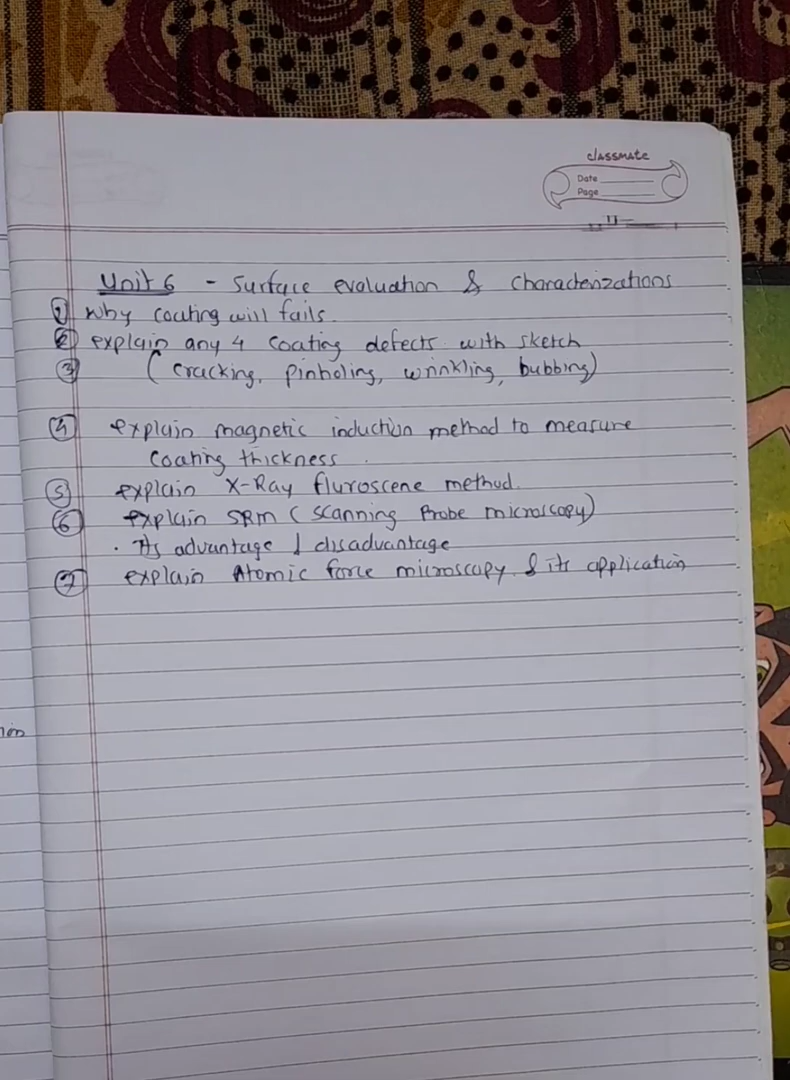 classmate
Date
Page
Unit 6 - Surface evaluation & Characterizations
① Why coating will fails.
② explain any 4 Coating defects with sketch
③ (Cracking, Pinholing, wrinkling, bubbing)
④ explain magnetic induction method to measure
Coating thickness.
⑤ explain X-Ray fluroscene method.
⑥ explain SPM (Scanning Probe microscopy)
. Its advantage & disadvantage
⑦ explain Atomic force microscopy & its application